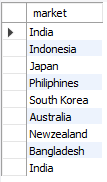 market
India
Indonesia
Japan
Philiphines
South Korea
Australia
Newzealand
Bangladesh
India